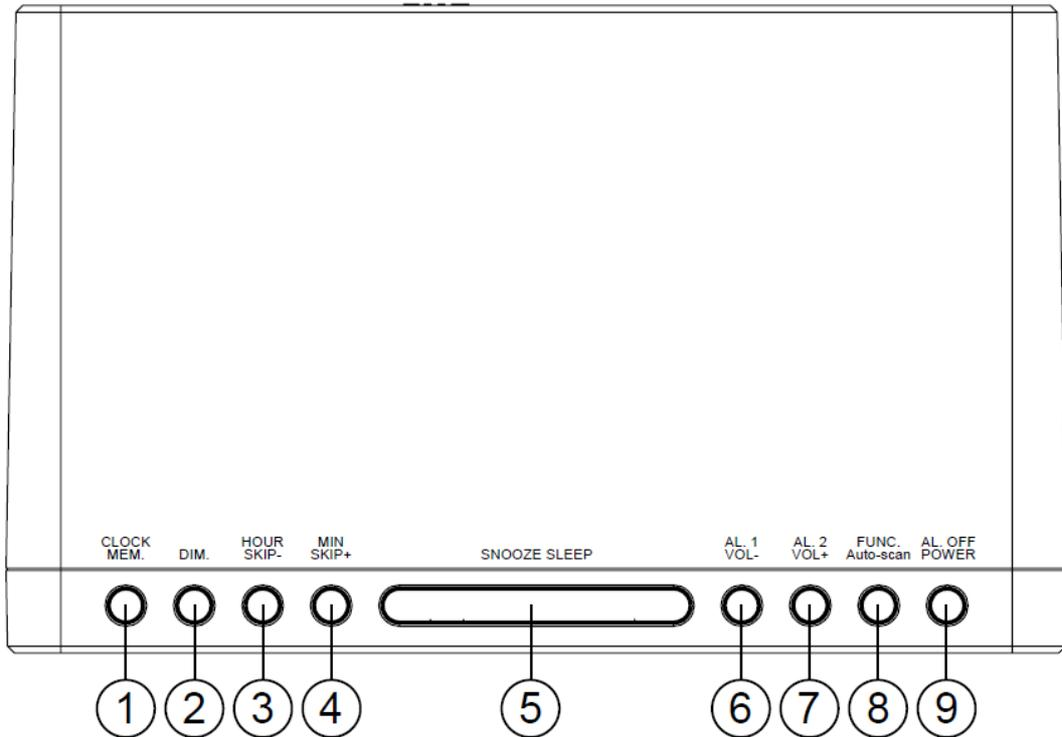 CLOCK
MEM.
DIM.
HOUR
SKIP-
MIN
SKIP+
SNOOZE SLEEP
AL. 1
VOL-
AL. 2
VOL+
FUNC.
Auto-scan
AL. OFF
POWER
1 2 3 4 5 6 7 8 9